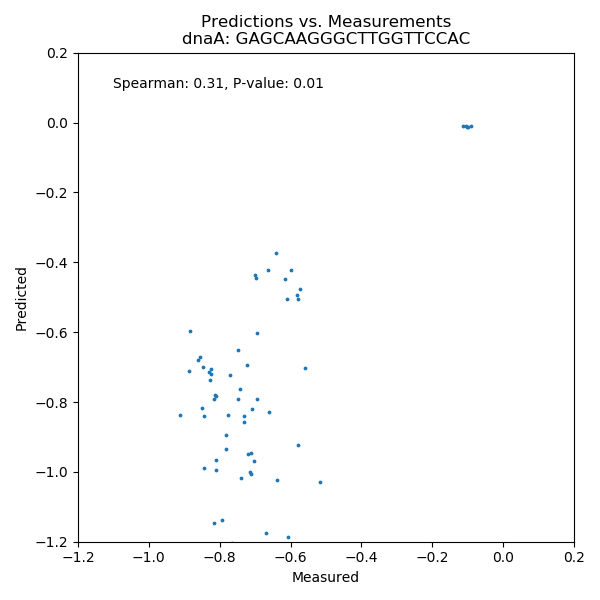 Predictions vs. Measurements
dnaA: GAGCAAGGGCTTGGTTCCAC
Spearman: 0.31, P-value: 0.01
0.2
0.0
−0.2
−0.4
−0.6
−0.8
−1.0
−1.2
Predicted
−1.2 −1.0 −0.8 −0.6 −0.4 −0.2 0.0 0.2
Measured